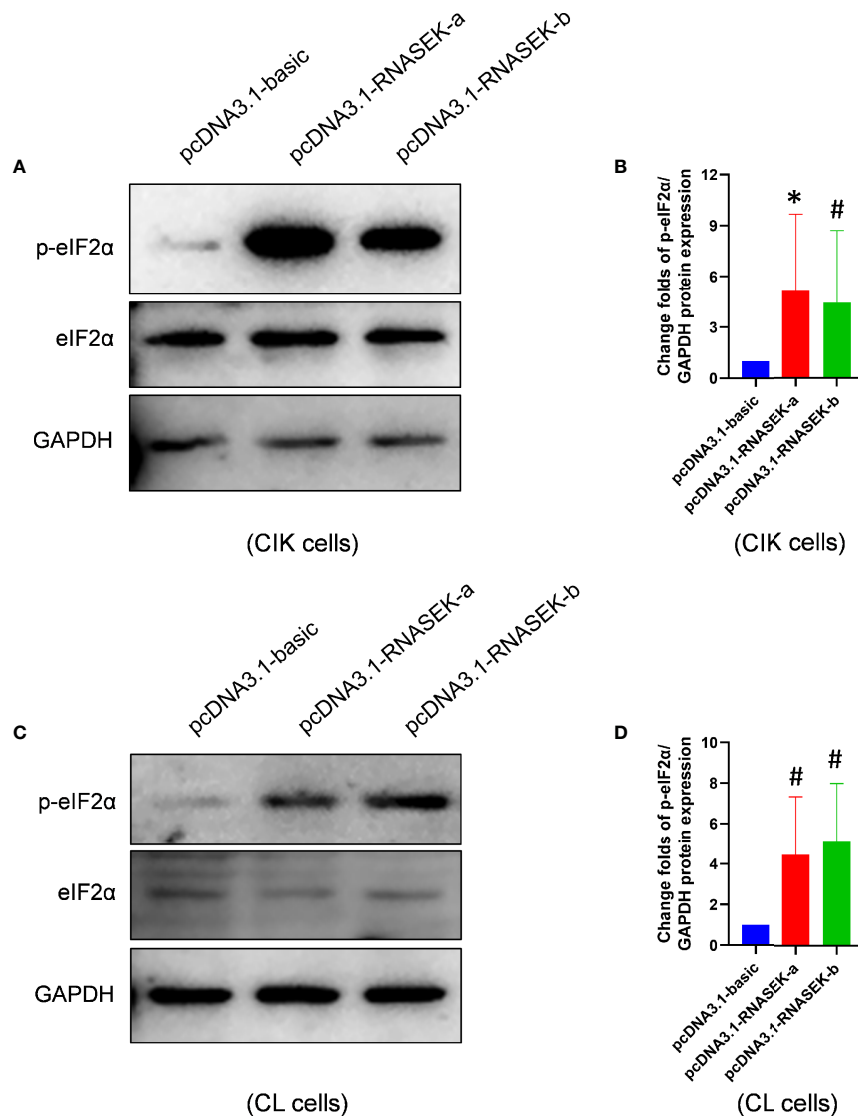 A
pcDNA3.1-basic
pcDNA3.1-RNASEK-a
pcDNA3.1-RNASEK-b
p-eIF2α
eIF2α
GAPDH
(CIK cells)
B
Change folds of p-eIF2α/
GAPDH protein expression
12
9
6
3
0
*
#
pcDNA3.1-basic
pcDNA3.1-RNASEK-a
pcDNA3.1-RNASEK-b
(CIK cells)
C
pcDNA3.1-basic
pcDNA3.1-RNASEK-a
pcDNA3.1-RNASEK-b
p-eIF2α
eIF2α
GAPDH
(CL cells)
D
Change folds of p-eIF2α/
GAPDH protein expression
10
8
6
4
2
0
#
#
pcDNA3.1-basic
pcDNA3.1-RNASEK-a
pcDNA3.1-RNASEK-b
(CL cells)